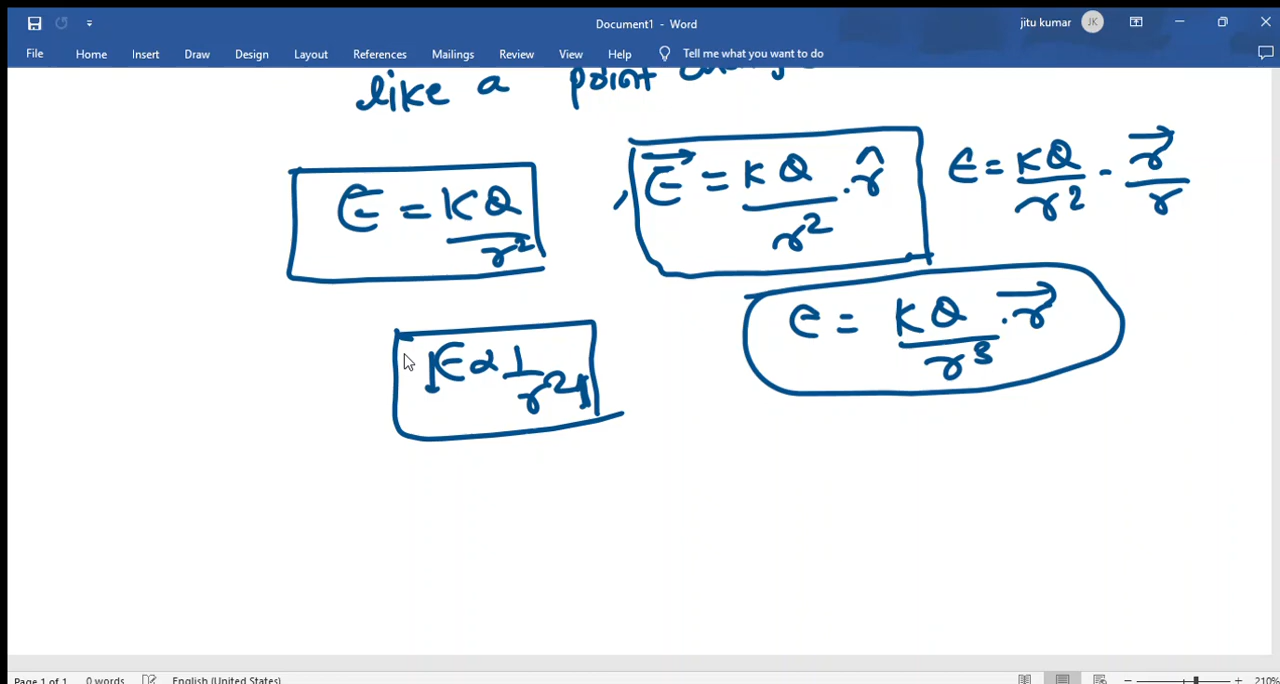 Document1 - Word
jitu kumar JK
File Home Insert Draw Design Layout References Mailings Review View Help Tell me what you want to do
like a point
E = KQ/r² , E⃗ = KQ/r² . r̂ E = KQ/r² - r⃗/r
e = KQ/r³ . r⃗
E ∝ 1/r²
Page 1 of 1 0 words English (United States) 210%